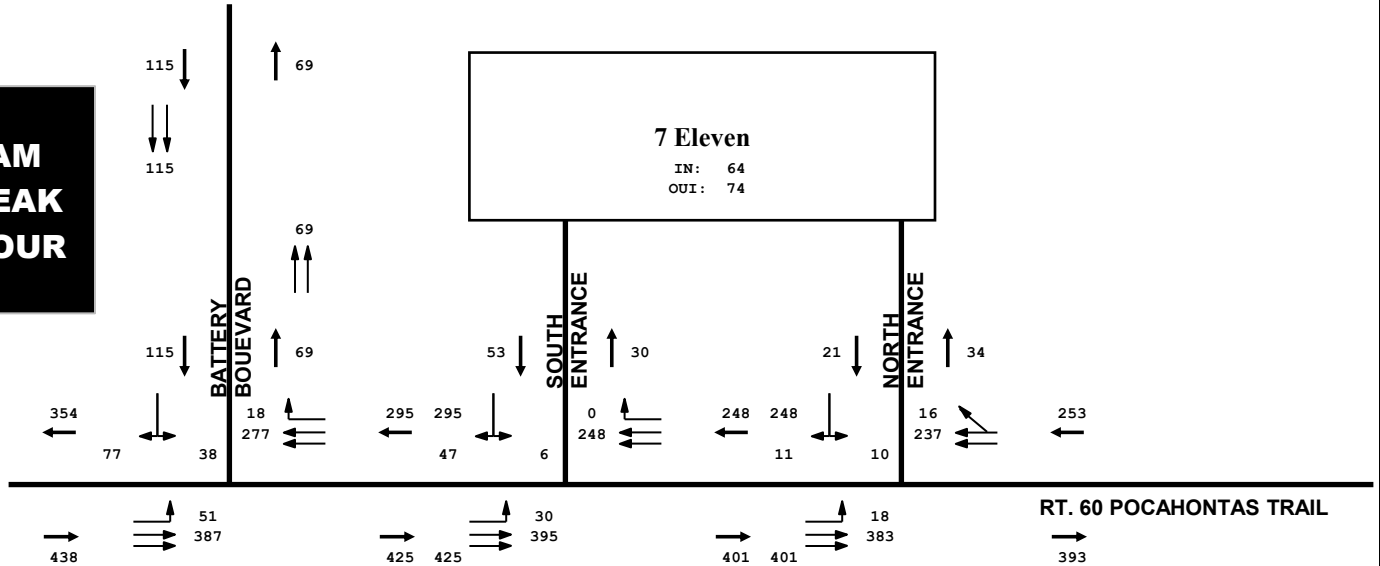 115 69
AM
EAK
OUR
115
7 Eleven
IN: 64
OUI: 74
69
BATTERY
BOUEVARD
SOUTH
ENTRANCE
NORTH
ENTRANCE
115 69 53 30 21 34
354 18 295 295 0 248 248 16 253
277 248 237
77 38 47 6 11 10
51 30 18
387 395 383
RT. 60 POCAHONTAS TRAIL
438 425 425 401 401 393